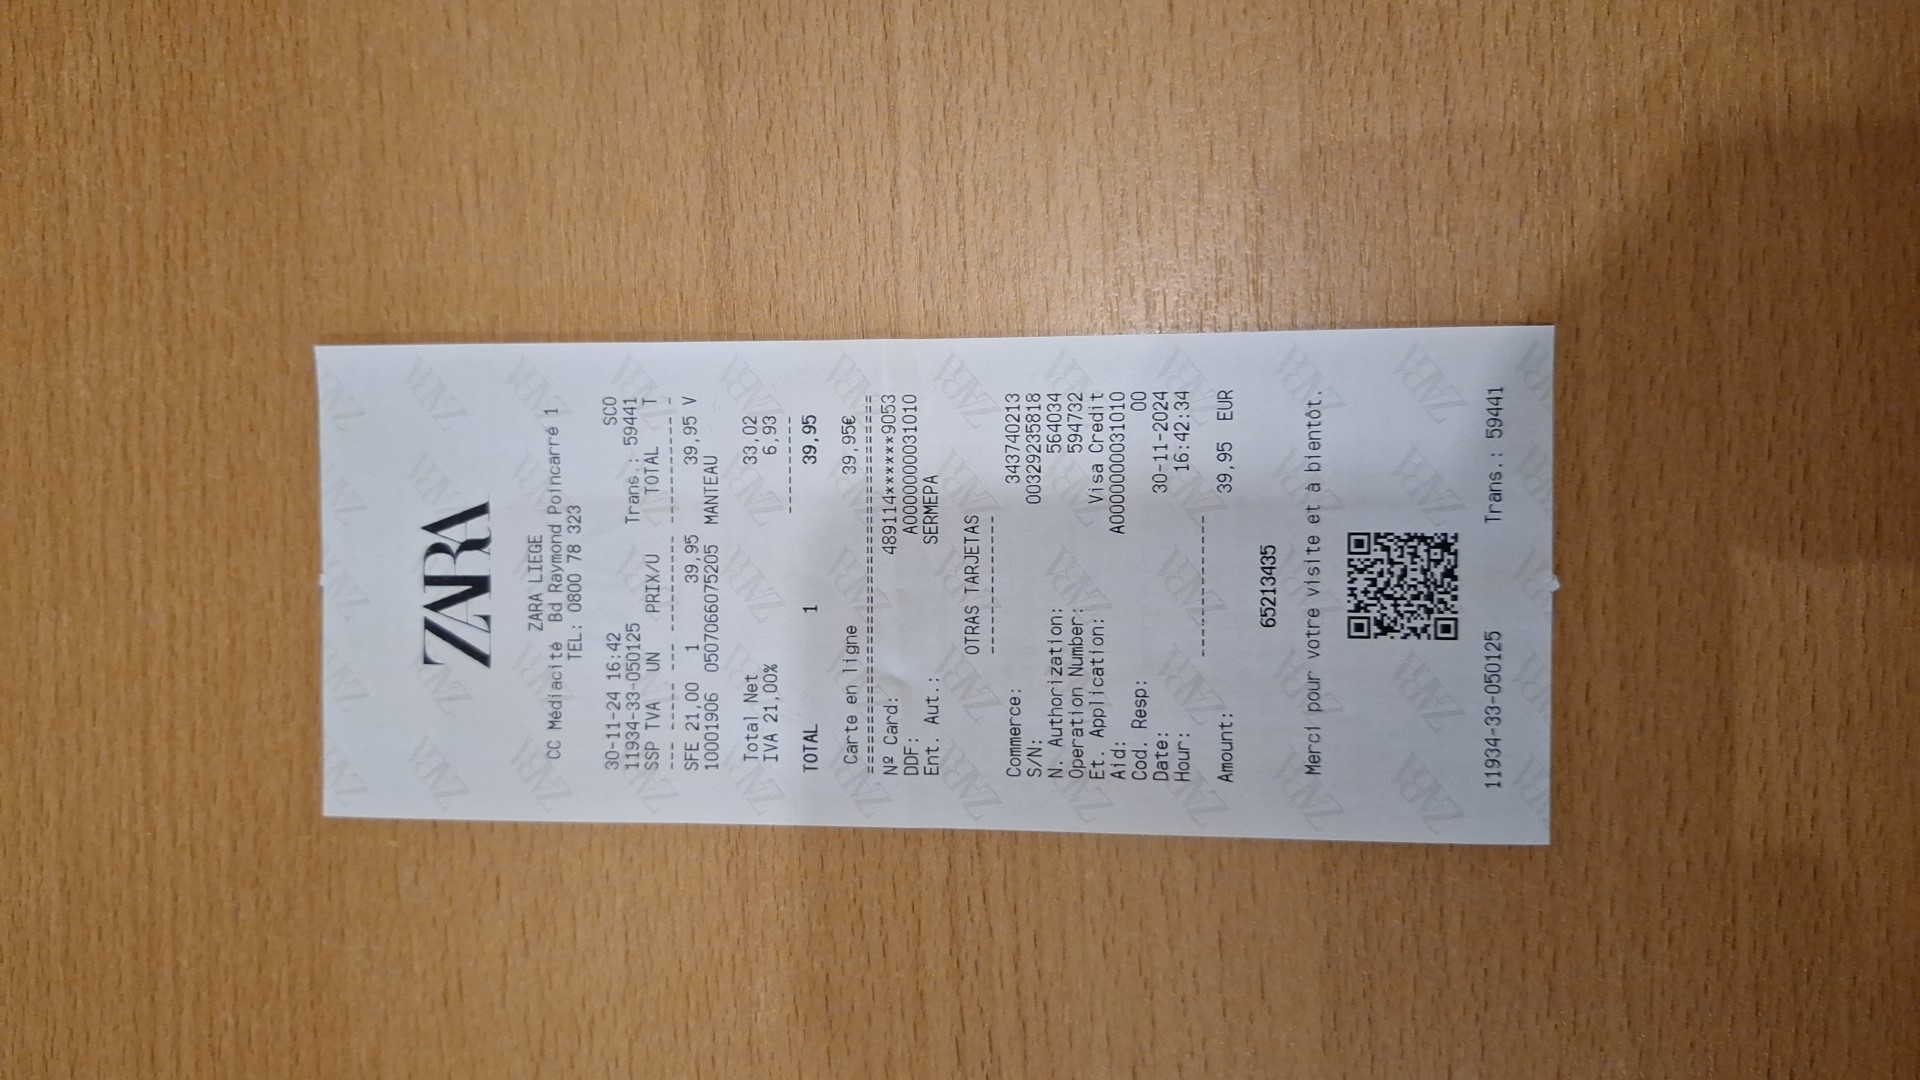 ZARA
ZARA LIEGE
CC Médiacité Bd Raymond Poincarré 1
TEL: 0800 78 323
30-11-24 16:42 SCO
11934-33-050125 Trans.: 59441
SSP TVA UN PRIX/U TOTAL T
--- ----- --- ---------- ---------- -
SFE 21,00 1 39,95 39,95 V
10001906 0507066075205 MANTEAU
Total Net 33,02
IVA 21,00% 6,93
----------
TOTAL 1 39,95
Carte en ligne 39,95€
======================================
Nº Card: 489114******9053
DDF: A0000000031010
Ent. Aut.: SERMEPA
OTRAS TARJETAS
--------------
Commerce: 343740213
S/N: 00329235818
N. Authorization: 564034
Operation Number: 594732
Et. Application: Visa Credit
Aid: A0000000031010
Cod. Resp: 00
Date: 30-11-2024
Hour: 16:42:34
--------------
Amount: 39,95 EUR
65213435
Merci pour votre visite et à bientôt.
11934-33-050125 Trans.: 59441